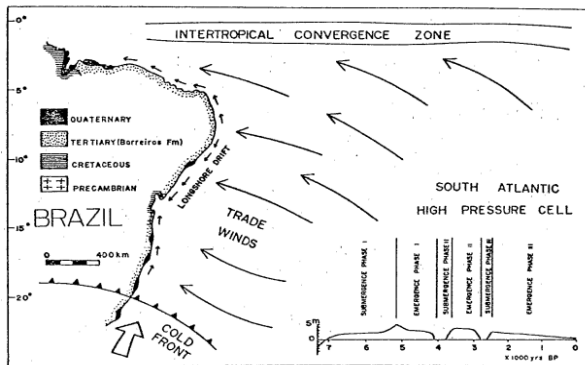 0°
INTERTROPICAL CONVERGENCE ZONE
5°
QUATERNARY
TERTIARY (Barreiras Fm)
CRETACEOUS
PRECAMBRIAN
10°
LONGSHORE DRIFT
SOUTH ATLANTIC
HIGH PRESSURE CELL
BRAZIL
TRADE
WINDS
15°
0 400 km
20°
COLD
FRONT
SUBMERGENCE PHASE I
EMERGENCE PHASE I
SUBMERGENCE PHASE II
EMERGENCE PHASE II
SUBMERGENCE PHASE III
EMERGENCE PHASE III
5m
0
7 6 5 4 3 2 1 0
X 1000 yrs BP